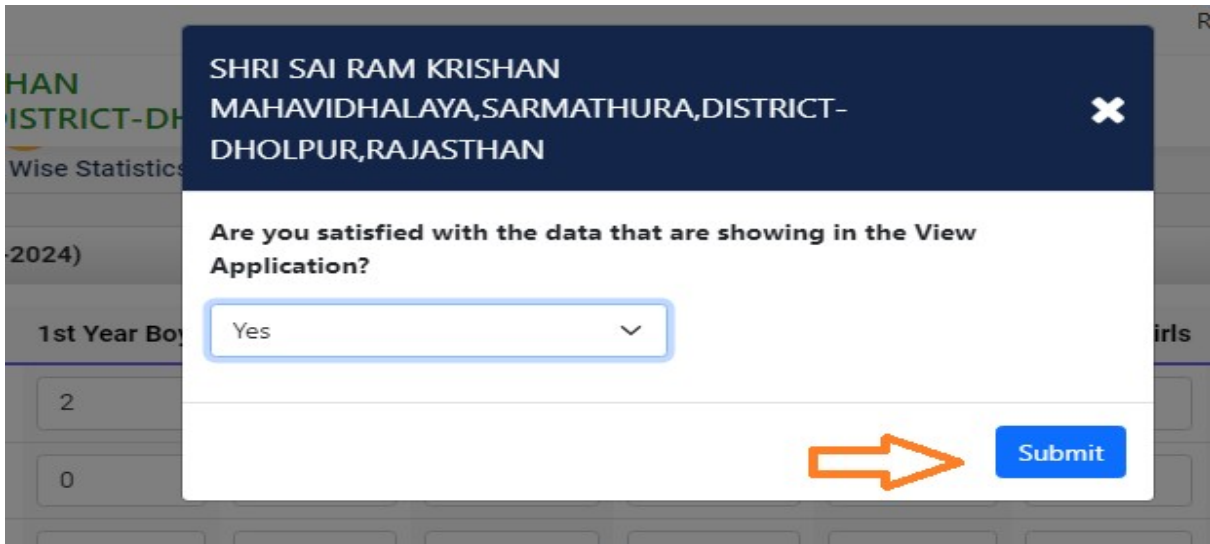 R
HAN
ISTRICT-DH
Wise Statistics
-2024)
1st Year Boy
irls
2
0
SHRI SAI RAM KRISHAN
MAHAVIDHALAYA,SARMATHURA,DISTRICT-
DHOLPUR,RAJASTHAN
Are you satisfied with the data that are showing in the View
Application?
Yes
Submit